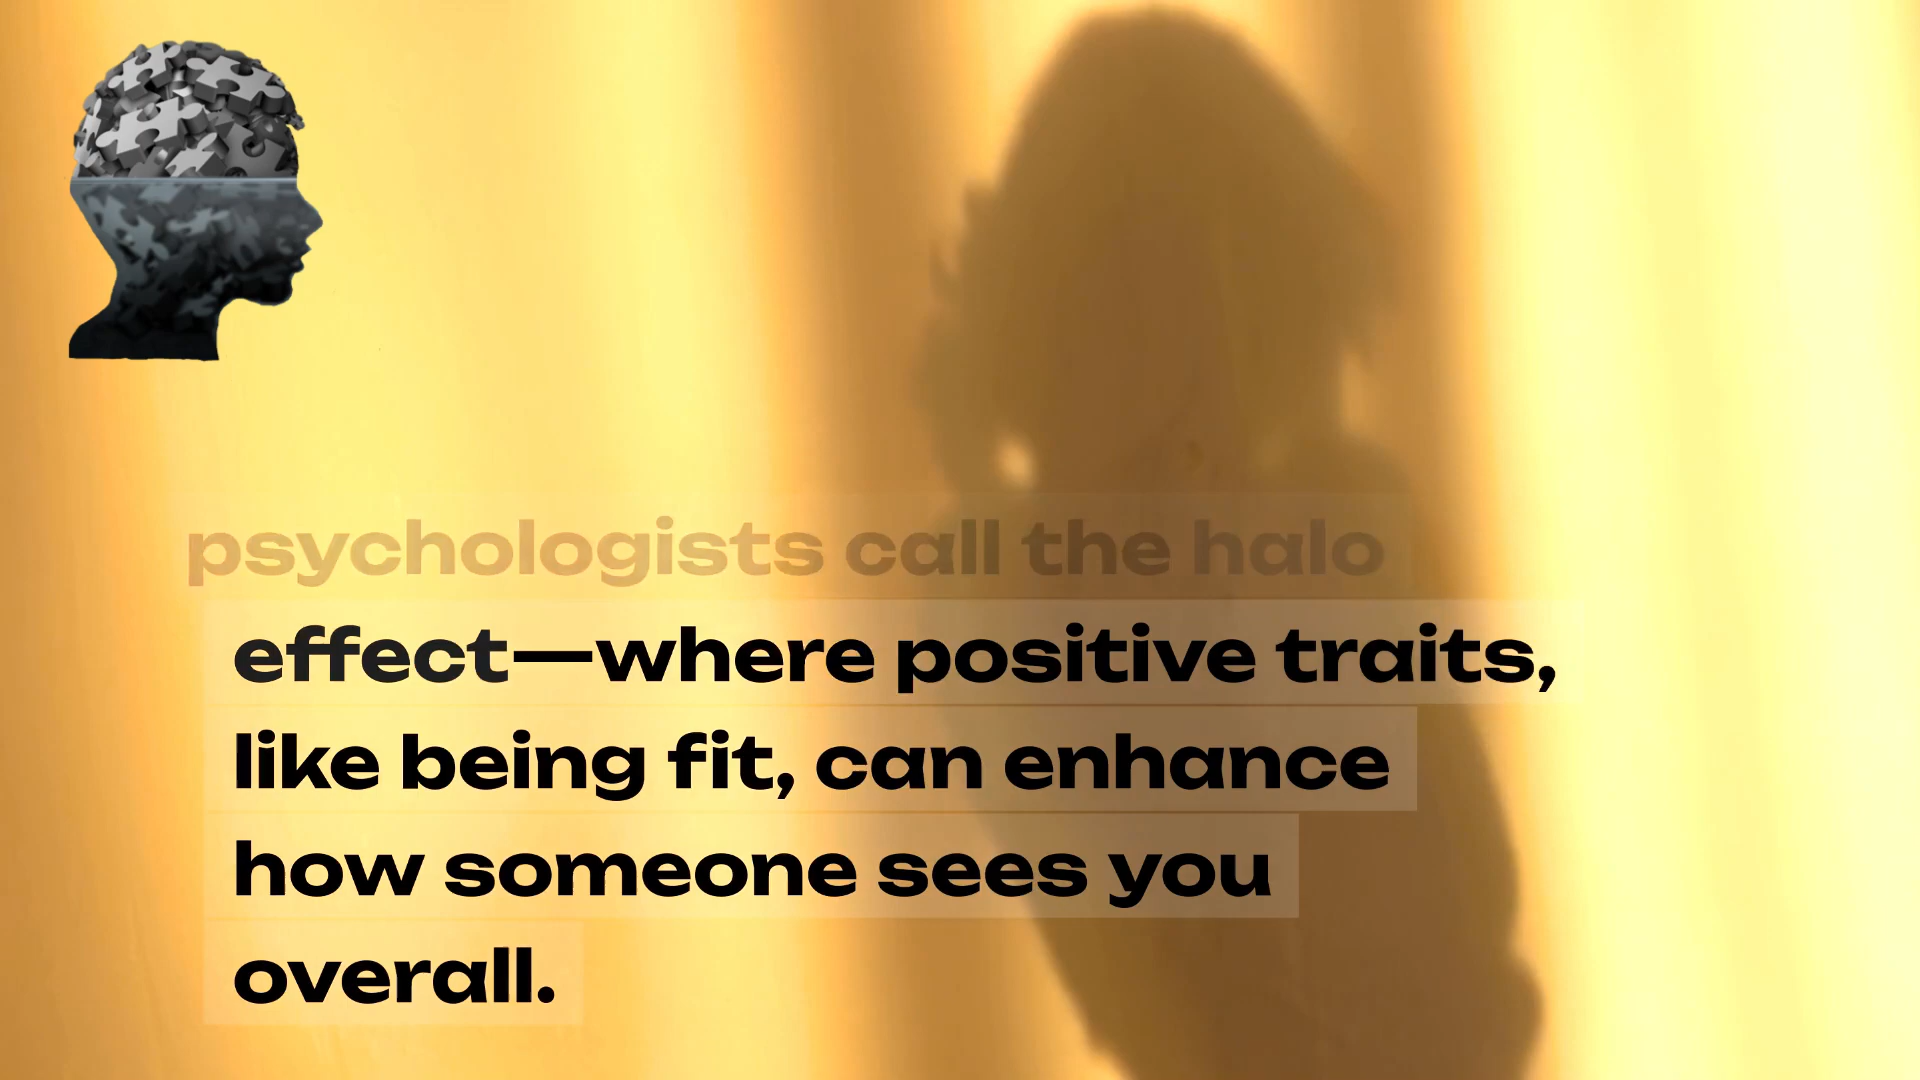 psychologists call the halo
effect—where positive traits,
like being fit, can enhance
how someone sees you
overall.